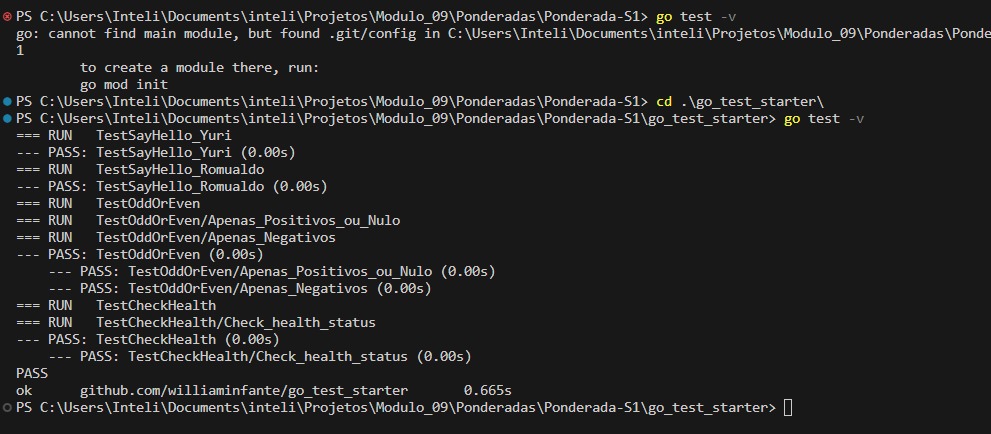 PS C:\Users\Inteli\Documents\inteli\Projetos\Modulo_09\Ponderadas\Ponderada-S1> go test -v
go: cannot find main module, but found .git/config in C:\Users\Inteli\Documents\inteli\Projetos\Modulo_09\Ponderadas\Ponde
1
        to create a module there, run:
        go mod init
PS C:\Users\Inteli\Documents\inteli\Projetos\Modulo_09\Ponderadas\Ponderada-S1> cd .\go_test_starter\
PS C:\Users\Inteli\Documents\inteli\Projetos\Modulo_09\Ponderadas\Ponderada-S1\go_test_starter> go test -v
=== RUN   TestSayHello_Yuri
--- PASS: TestSayHello_Yuri (0.00s)
=== RUN   TestSayHello_Romualdo
--- PASS: TestSayHello_Romualdo (0.00s)
=== RUN   TestOddOrEven
=== RUN   TestOddOrEven/Apenas_Positivos_ou_Nulo
=== RUN   TestOddOrEven/Apenas_Negativos
--- PASS: TestOddOrEven (0.00s)
    --- PASS: TestOddOrEven/Apenas_Positivos_ou_Nulo (0.00s)
    --- PASS: TestOddOrEven/Apenas_Negativos (0.00s)
=== RUN   TestCheckHealth
=== RUN   TestCheckHealth/Check_health_status
--- PASS: TestCheckHealth (0.00s)
    --- PASS: TestCheckHealth/Check_health_status (0.00s)
PASS
ok      github.com/williaminfante/go_test_starter       0.665s
PS C:\Users\Inteli\Documents\inteli\Projetos\Modulo_09\Ponderadas\Ponderada-S1\go_test_starter>